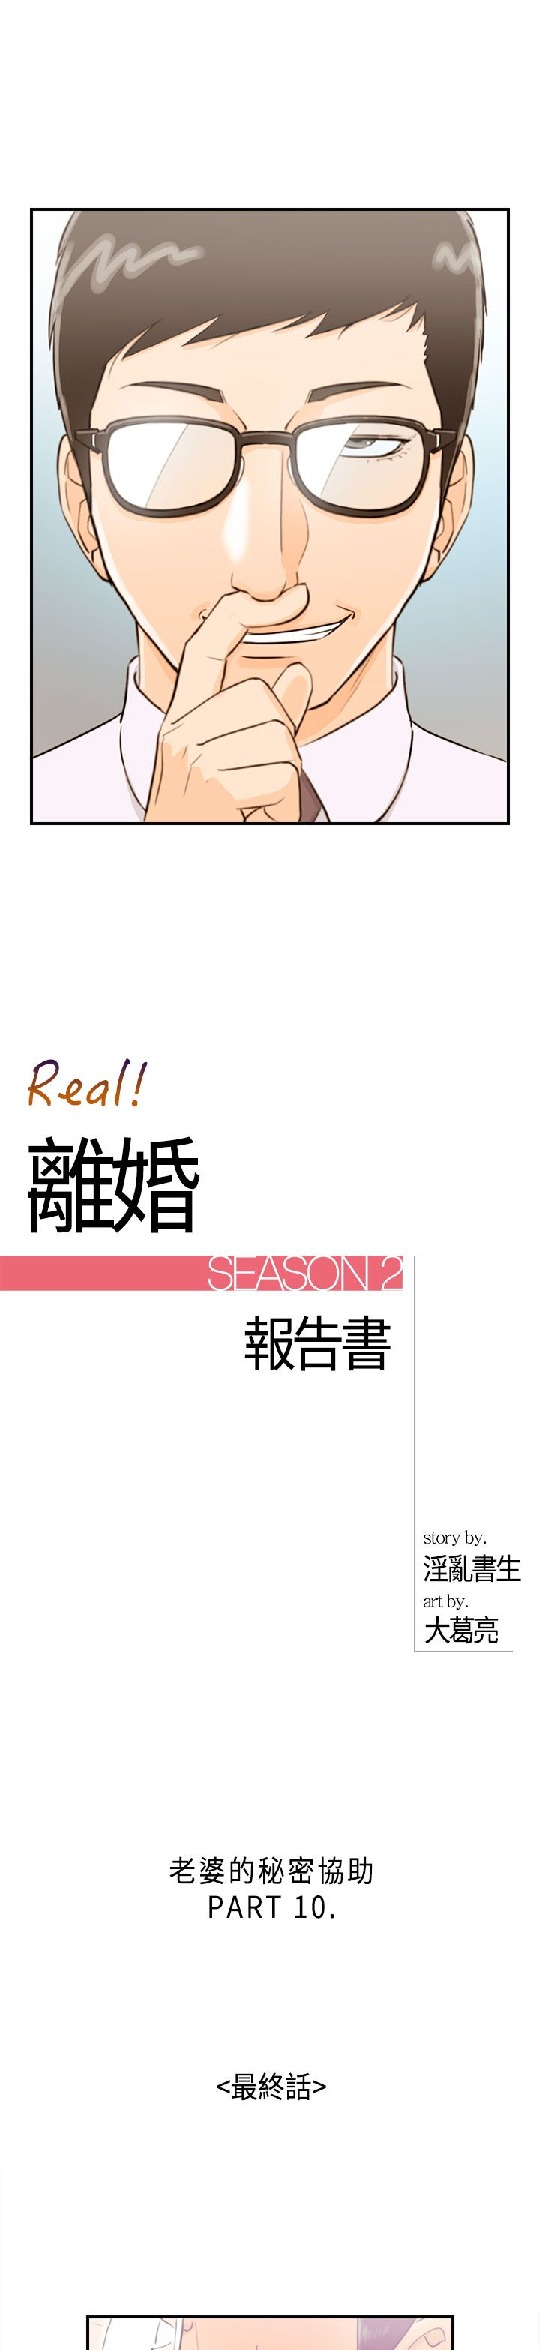 Real!
離婚
SEASON 2
報告書
story by.
淫亂書生
art by.
大葛亮
老婆的秘密協助
PART 10.
<最終話>